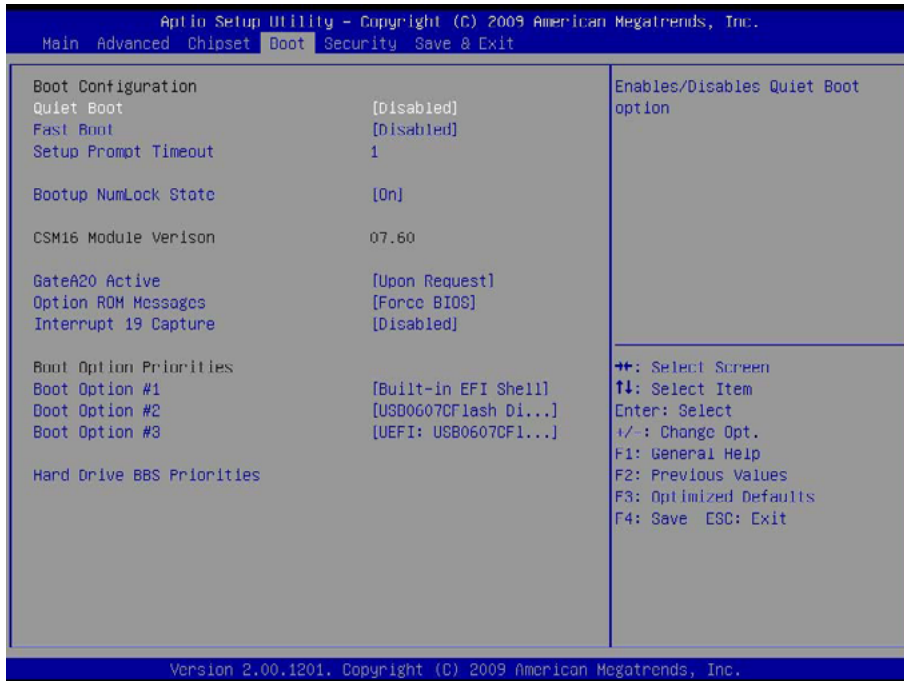 Aptio Setup Utility – Copyright (C) 2009 American Megatrends, Inc.
Main Advanced Chipset Boot Security Save & Exit
Boot Configuration
Quiet Boot [Disabled]
Fast Boot [Disabled]
Setup Prompt Timeout 1
Bootup NumLock State [On]
CSM16 Module Verison 07.60
GateA20 Active [Upon Request]
Option ROM Messages [Force BIOS]
Interrupt 19 Capture [Disabled]
Boot Option Priorities
Boot Option #1 [Built-in EFI Shell]
Boot Option #2 [USB0607CFlash Di...]
Boot Option #3 [UEFI: USB0607CFl...]
Hard Drive BBS Priorities
Enables/Disables Quiet Boot
option
→←: Select Screen
↑↓: Select Item
Enter: Select
+/-: Change Opt.
F1: General Help
F2: Previous Values
F3: Optimized Defaults
F4: Save ESC: Exit
Version 2.00.1201. Copyright (C) 2009 American Megatrends, Inc.